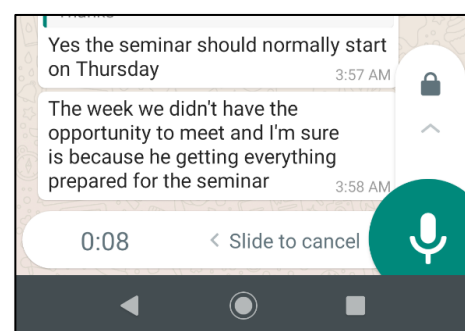 Yes the seminar should normally start
on Thursday
3:57 AM
The week we didn't have the
opportunity to meet and I'm sure
is because he getting everything
prepared for the seminar
3:58 AM
0:08
< Slide to cancel